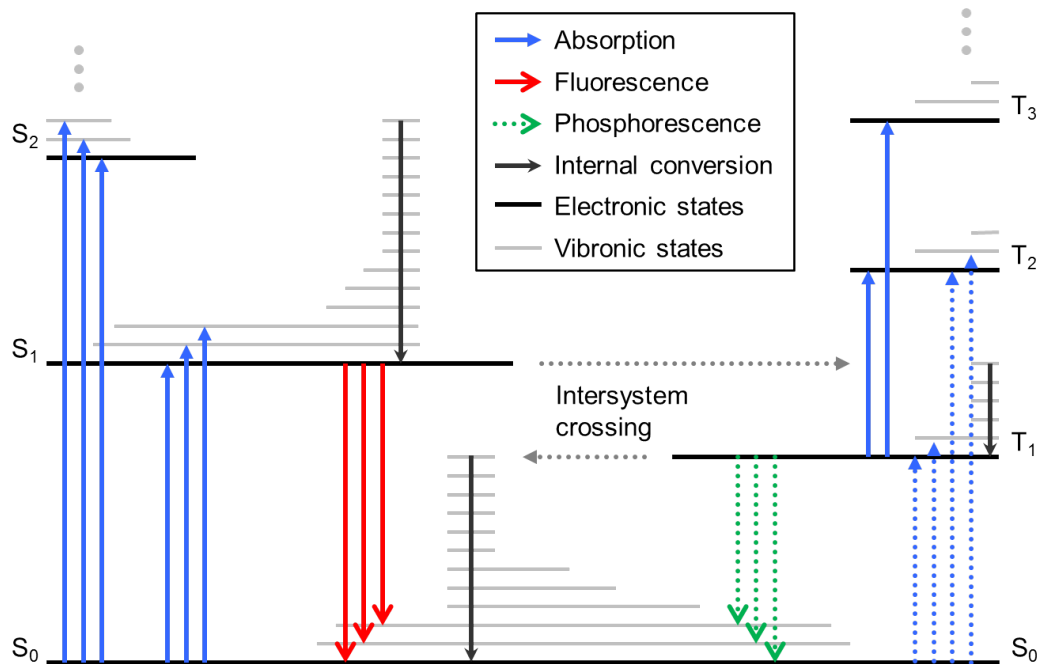 Absorption
Fluorescence
Phosphorescence
Internal conversion
Electronic states
Vibronic states
S2
S1
S0
Intersystem
crossing
T3
T2
T1
S0